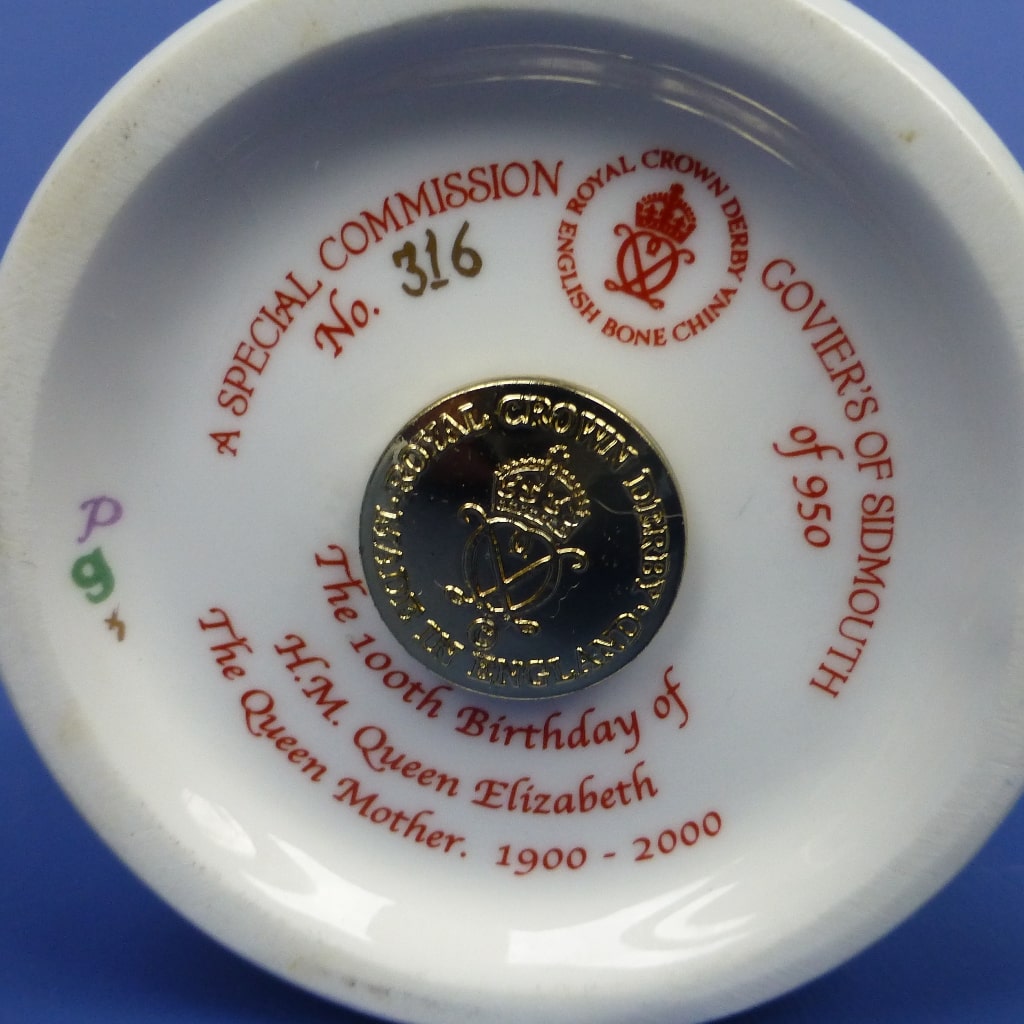 A SPECIAL COMMISSION
No. 316
ROYAL CROWN DERBY
ENGLISH BONE CHINA
GOVIER'S OF SIDMOUTH
of 950
ROYAL CROWN DERBY
MADE IN ENGLAND
P
g
The 100th Birthday of
H.M. Queen Elizabeth
The Queen Mother. 1900 - 2000